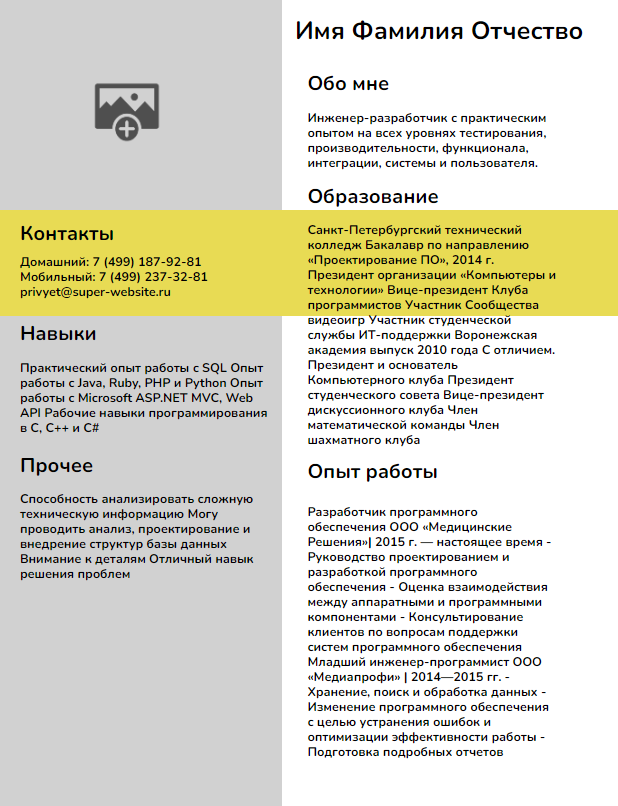 Имя Фамилия Отчество
Контакты
Домашний: 7 (499) 187-92-81
Мобильный: 7 (499) 237-32-81
privyet@super-website.ru
Навыки
Практический опыт работы с SQL Опыт
работы с Java, Ruby, PHP и Python Опыт
работы с Microsoft ASP.NET MVC, Web
API Рабочие навыки программирования
в C, C++ и C#
Прочее
Способность анализировать сложную
техническую информацию Могу
проводить анализ, проектирование и
внедрение структур базы данных
Внимание к деталям Отличный навык
решения проблем
Обо мне
Инженер-разработчик с практическим
опытом на всех уровнях тестирования,
производительности, функционала,
интеграции, системы и пользователя.
Образование
Санкт-Петербургский технический
колледж Бакалавр по направлению
«Проектирование ПО», 2014 г.
Президент организации «Компьютеры и
технологии» Вице-президент Клуба
программистов Участник Сообщества
видеоигр Участник студенческой
службы ИТ-поддержки Воронежская
академия выпуск 2010 года С отличием.
Президент и основатель
Компьютерного клуба Президент
студенческого совета Вице-президент
дискуссионного клуба Член
математической команды Член
шахматного клуба
Опыт работы
Разработчик программного
обеспечения ООО «Медицинские
Решения»| 2015 г. — настоящее время -
Руководство проектированием и
разработкой программного
обеспечения - Оценка взаимодействия
между аппаратными и программными
компонентами - Консультирование
клиентов по вопросам поддержки
систем программного обеспечения
Младший инженер-программист ООО
«Медиапрофи» | 2014—2015 гг. -
Хранение, поиск и обработка данных -
Изменение программного обеспечения
с целью устранения ошибок и
оптимизации эффективности работы -
Подготовка подробных отчетов